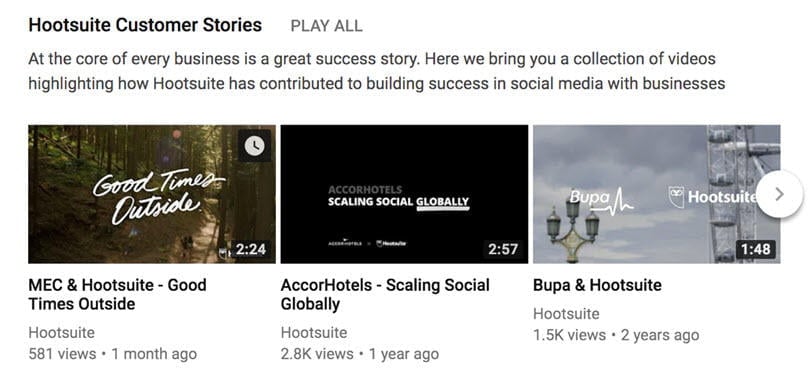 Hootsuite Customer Stories PLAY ALL
At the core of every business is a great success story. Here we bring you a collection of videos
highlighting how Hootsuite has contributed to building success in social media with businesses
Good Times
Outside.
2:24
ACCORHOTELS
SCALING SOCIAL GLOBALLY
ACCORHOTELS x Hootsuite
2:57
Bupa Hootsuite
1:48
MEC & Hootsuite - Good
Times Outside
Hootsuite
581 views • 1 month ago
AccorHotels - Scaling Social
Globally
Hootsuite
2.8K views • 1 year ago
Bupa & Hootsuite
Hootsuite
1.5K views • 2 years ago